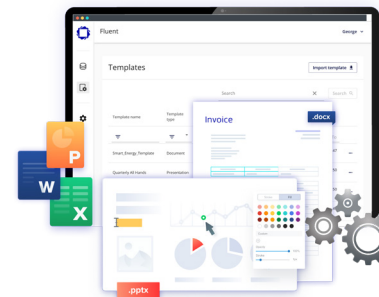 Fluent
George
Templates
Import template
Search
Search
Template name
Template type
Invoice
.docx
Smart_Energy_Template
Document
Quarterly All Hands
Presentation
P
W
X
.pptx